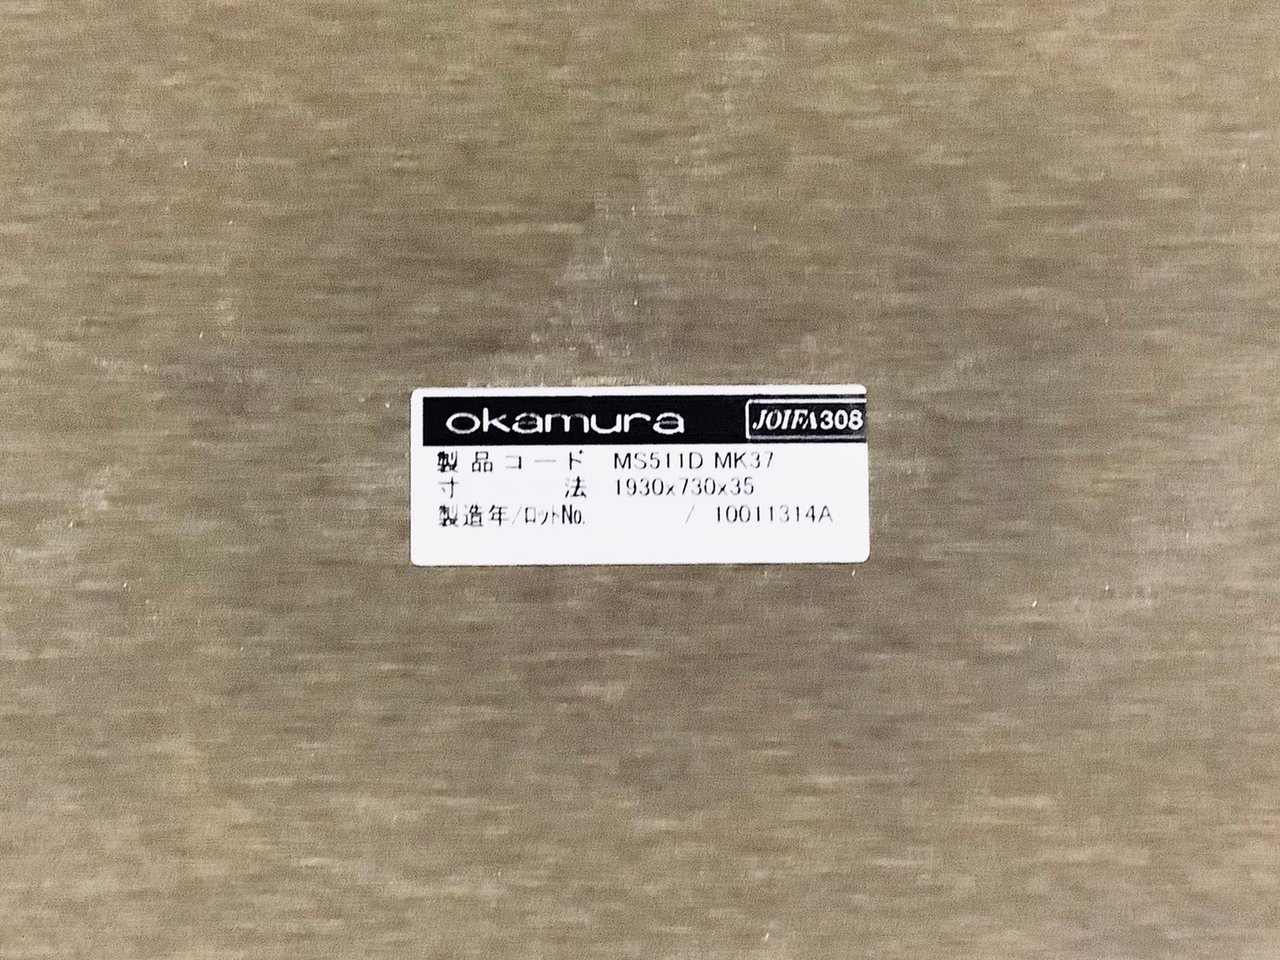 okamura JOIFA308
製品コード MS511D MK37
寸法 1930x730x35
製造年/ロットNo. / 10011314A